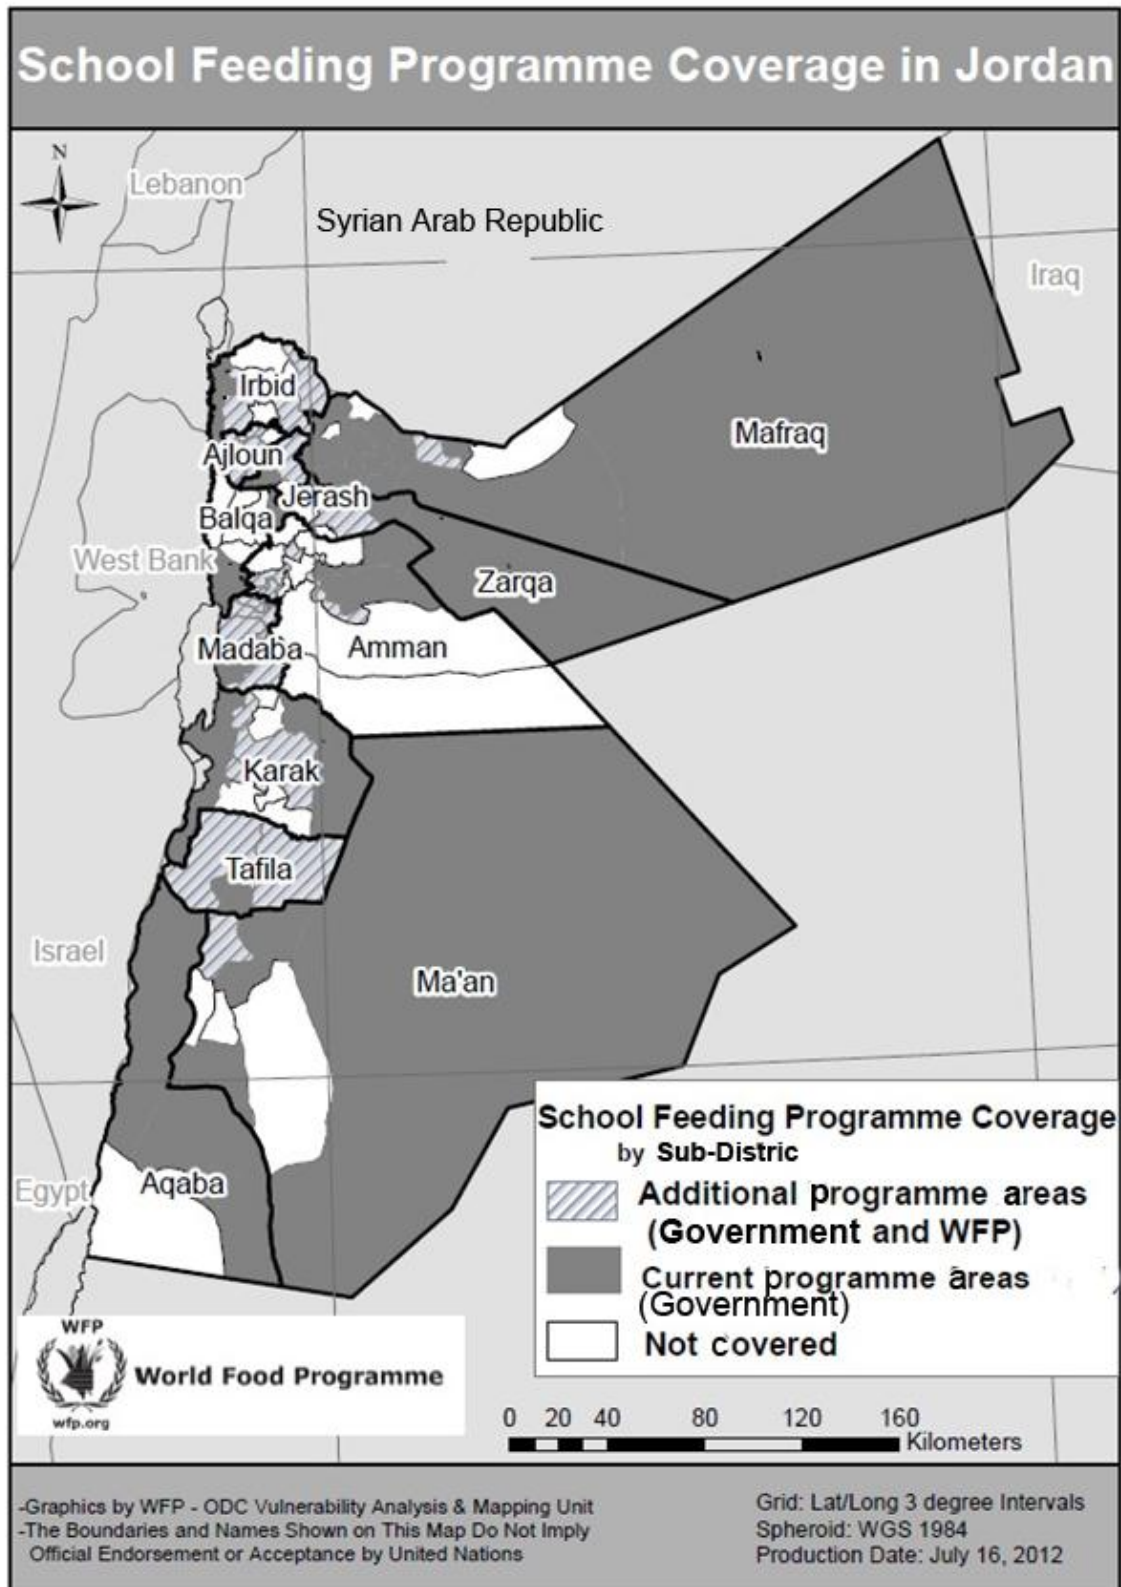 School Feeding Programme Coverage in Jordan
N
Lebanon
Syrian Arab Republic
Iraq
Irbid
Mafraq
Ajloun
Jerash
Balqa
West Bank
Zarqa
Madaba
Amman
Karak
Tafila
Israel
Ma'an
Egypt
Aqaba
School Feeding Programme Coverage
by Sub-Distric
Additional programme areas
(Government and WFP)
Current programme areas
(Government)
Not covered
WFP
wfp.org
World Food Programme
0 20 40 80 120 160
Kilometers
-Graphics by WFP - ODC Vulnerability Analysis & Mapping Unit
-The Boundaries and Names Shown on This Map Do Not Imply
Official Endorsement or Acceptance by United Nations
Grid: Lat/Long 3 degree Intervals
Spheroid: WGS 1984
Production Date: July 16, 2012